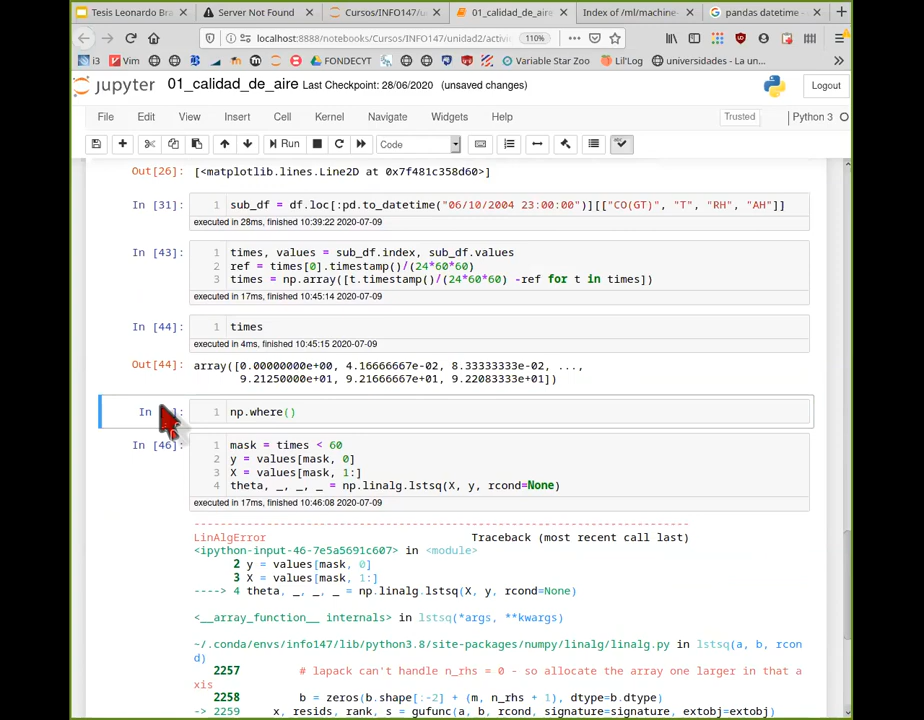 Tesis Leonardo Bra
Server Not Found
Cursos/INFO147/u
01_calidad_de_aire
Index of /ml/machine-
pandas datetime -
localhost:8888/notebooks/Cursos/INFO147/unidad2/activ
110%
i3
Vim
FONDECYT
Variable Star Zoo
Lil'Log
universidades - La un...
jupyter 01_calidad_de_aire Last Checkpoint: 28/06/2020 (unsaved changes)
Logout
File Edit View Insert Cell Kernel Navigate Widgets Help
Trusted
Python 3
Run
Code
Out[26]: [<matplotlib.lines.Line2D at 0x7f481c358d60>]
In [31]: 1 sub_df = df.loc[:pd.to_datetime("06/10/2004 23:00:00")][["CO(GT)", "T", "RH", "AH"]]
executed in 28ms, finished 10:39:22 2020-07-09
In [43]: 1 times, values = sub_df.index, sub_df.values
2 ref = times[0].timestamp()/(24*60*60)
3 times = np.array([t.timestamp()/(24*60*60) -ref for t in times])
executed in 17ms, finished 10:45:14 2020-07-09
In [44]: 1 times
executed in 4ms, finished 10:45:15 2020-07-09
Out[44]: array([0.00000000e+00, 4.16666667e-02, 8.33333333e-02, ...,
9.21250000e+01, 9.21666667e+01, 9.22083333e+01])
In [ ]: 1 np.where()
In [46]: 1 mask = times < 60
2 y = values[mask, 0]
3 X = values[mask, 1:]
4 theta, _, _, _ = np.linalg.lstsq(X, y, rcond=None)
executed in 17ms, finished 10:46:08 2020-07-09
---------------------------------------------------------------------------
LinAlgError Traceback (most recent call last)
<ipython-input-46-7e5a5691c607> in <module>
2 y = values[mask, 0]
3 X = values[mask, 1:]
----> 4 theta, _, _, _ = np.linalg.lstsq(X, y, rcond=None)
<__array_function__ internals> in lstsq(*args, **kwargs)
~/.conda/envs/info147/lib/python3.8/site-packages/numpy/linalg/linalg.py in lstsq(a, b, rcon
d)
2257 # lapack can't handle n_rhs = 0 - so allocate the array one larger in that a
xis
2258 b = zeros(b.shape[:-2] + (m, n_rhs + 1), dtype=b.dtype)
-> 2259 x, resids, rank, s = gufunc(a, b, rcond, signature=signature, extobj=extobj)